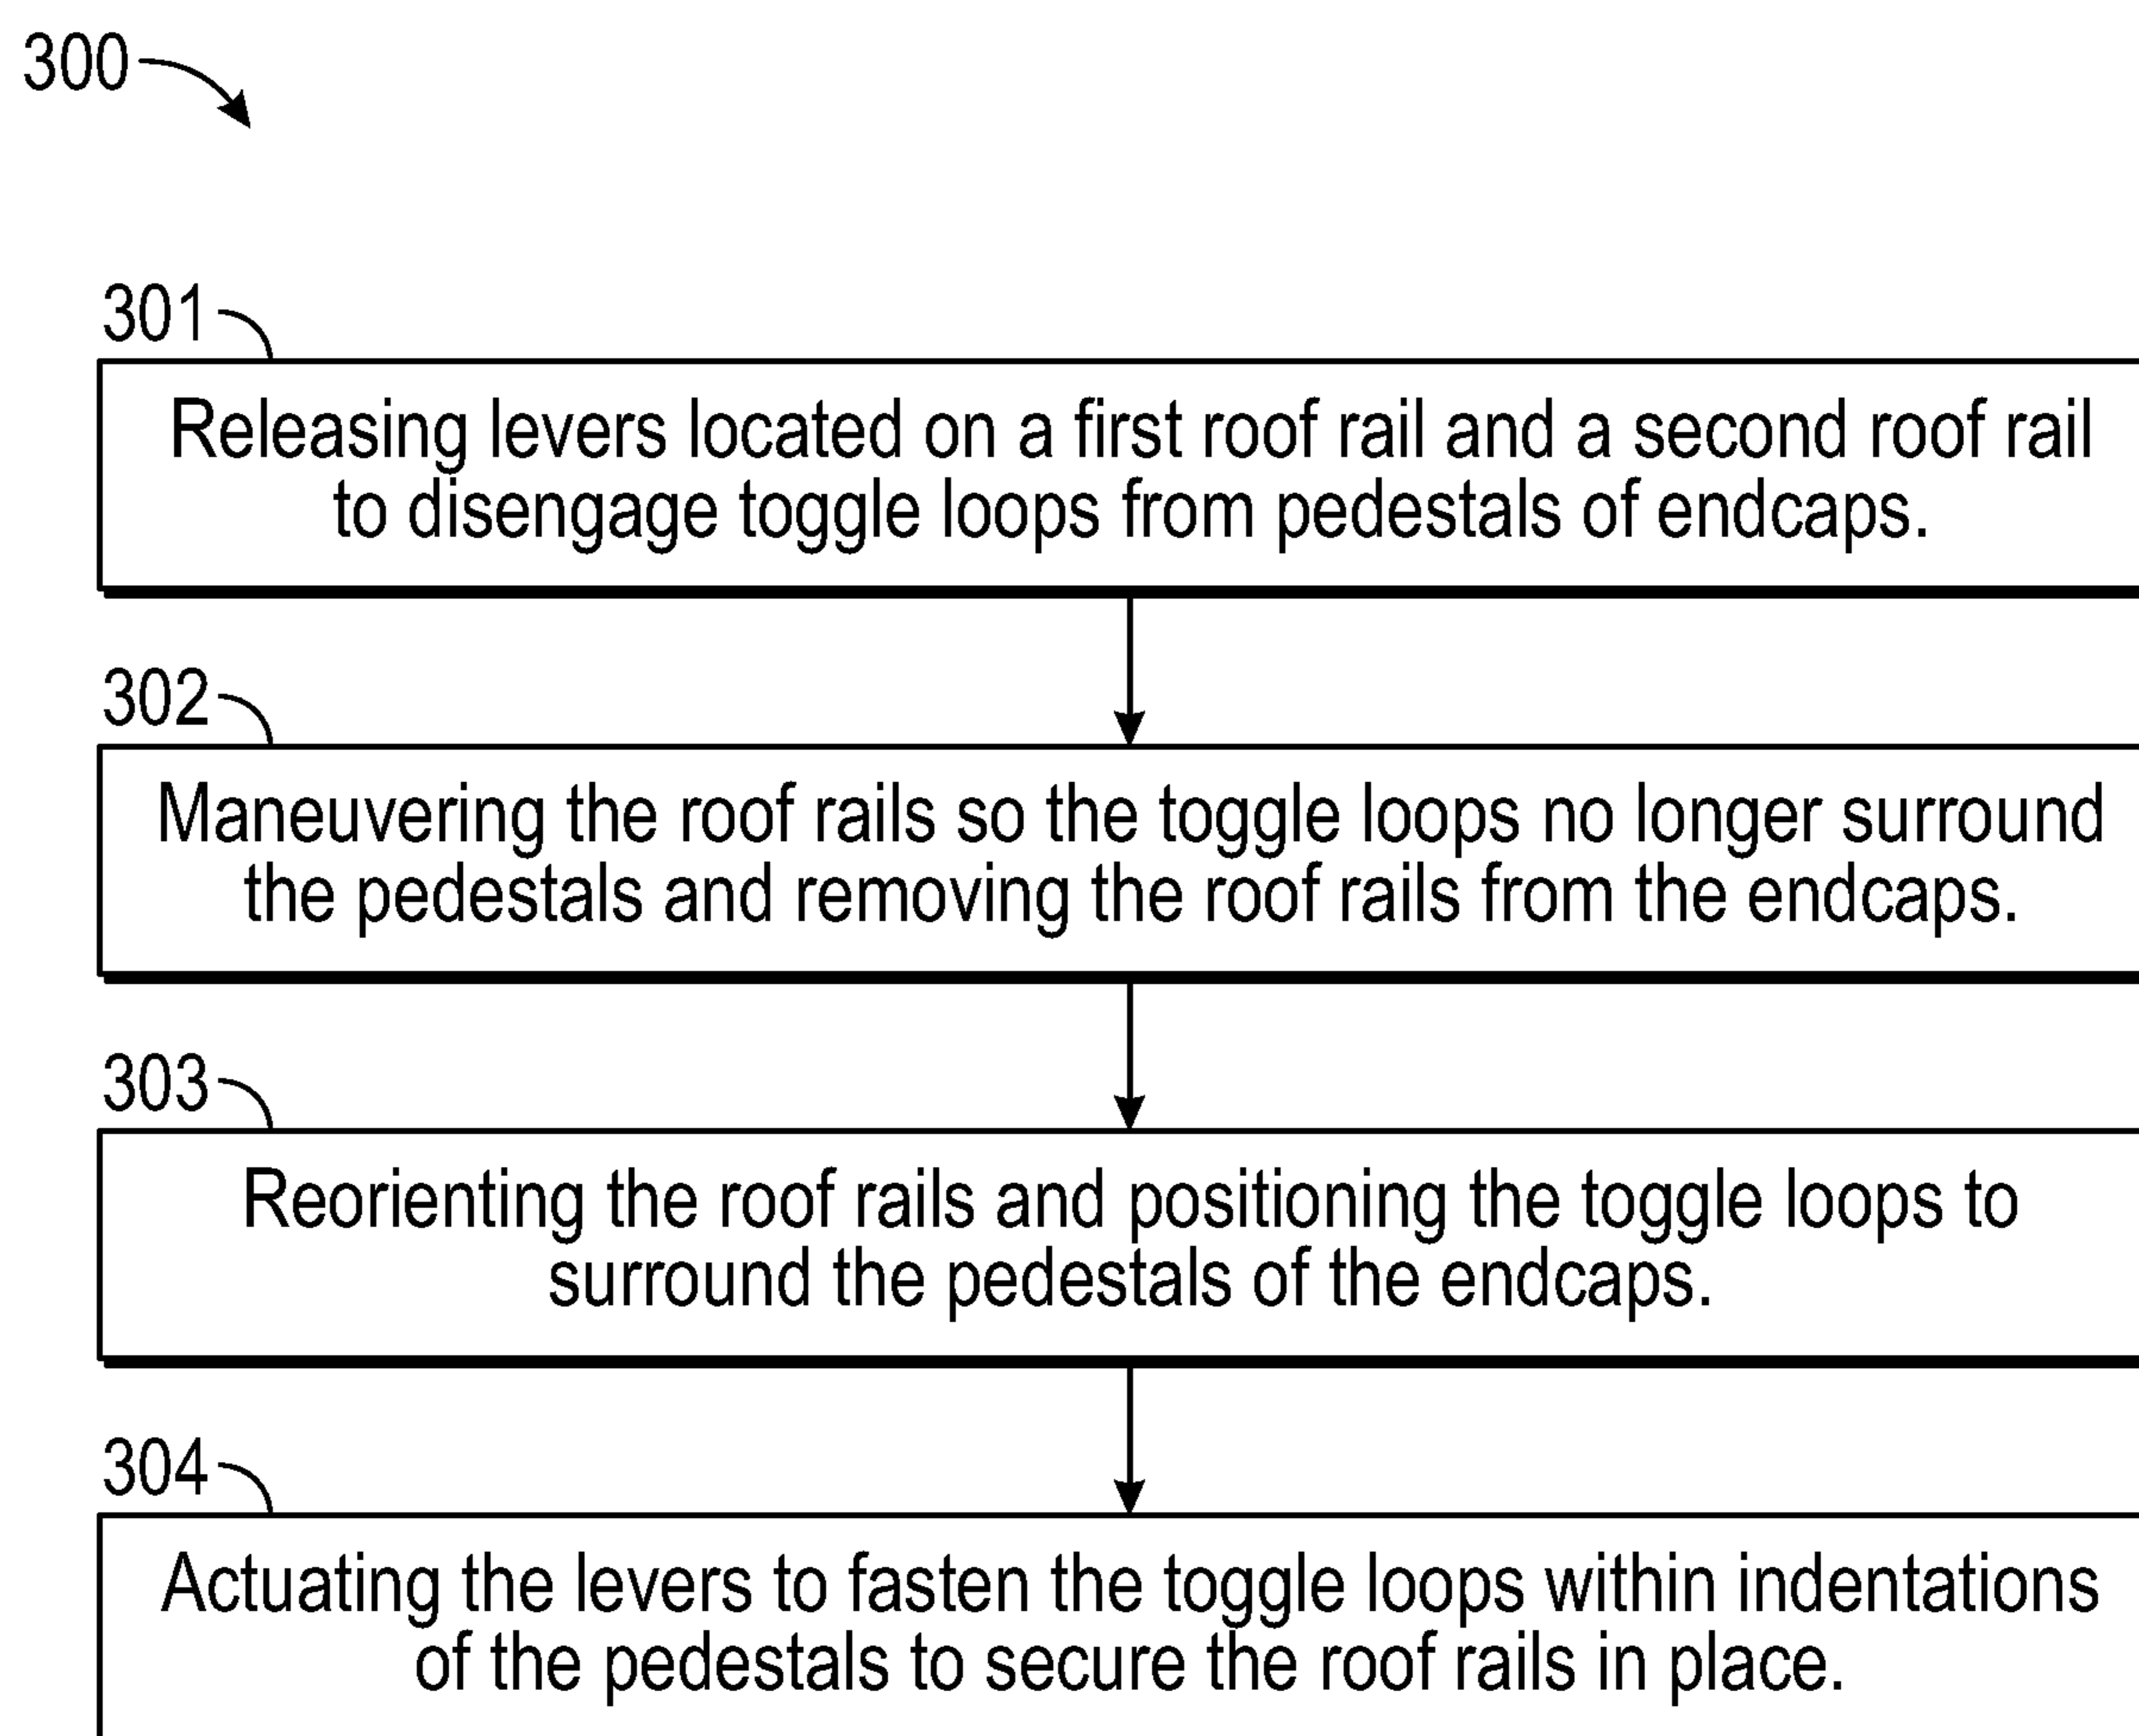 300
301
Releasing levers located on a first roof rail and a second roof rail
to disengage toggle loops from pedestals of endcaps.
302
Maneuvering the roof rails so the toggle loops no longer surround
the pedestals and removing the roof rails from the endcaps.
303
Reorienting the roof rails and positioning the toggle loops to
surround the pedestals of the endcaps.
304
Actuating the levers to fasten the toggle loops within indentations
of the pedestals to secure the roof rails in place.